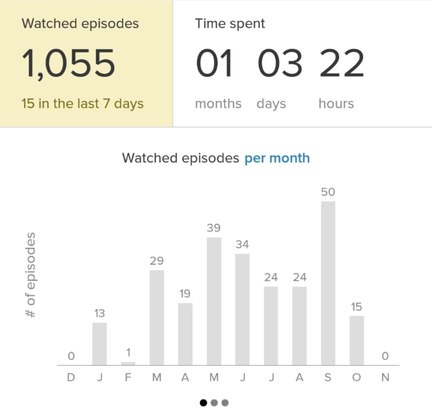 Watched episodes
1,055
15 in the last 7 days
Time spent
01 03 22
months days hours
Watched episodes per month
# of episodes
0 13 1 29 19 39 34 24 24 50 15 0
D J F M A M J J A S O N